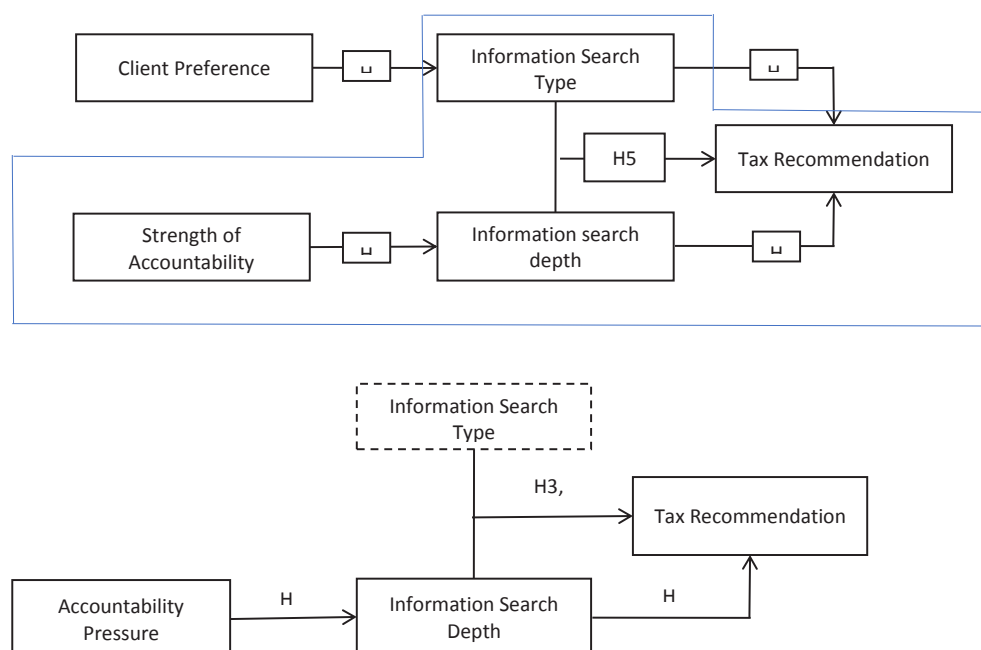 Client Preference
Information Search
Type
H5
Tax Recommendation
Strength of
Accountability
Information search
depth
Information Search
Type
H3,
Tax Recommendation
Accountability
Pressure
H
Information Search
Depth
H